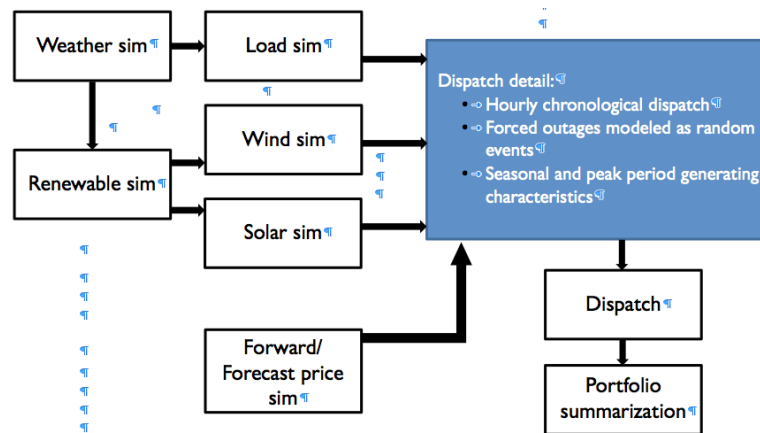 Weather sim¶
Load sim¶
Dispatch detail:¶
• Hourly chronological dispatch¶
• Forced outages modeled as random
events¶
• Seasonal and peak period generating
characteristics¶
Wind sim¶
Renewable sim¶
Solar sim¶
Dispatch¶
Forward/
Forecast price
sim¶
Portfolio
summarization¶